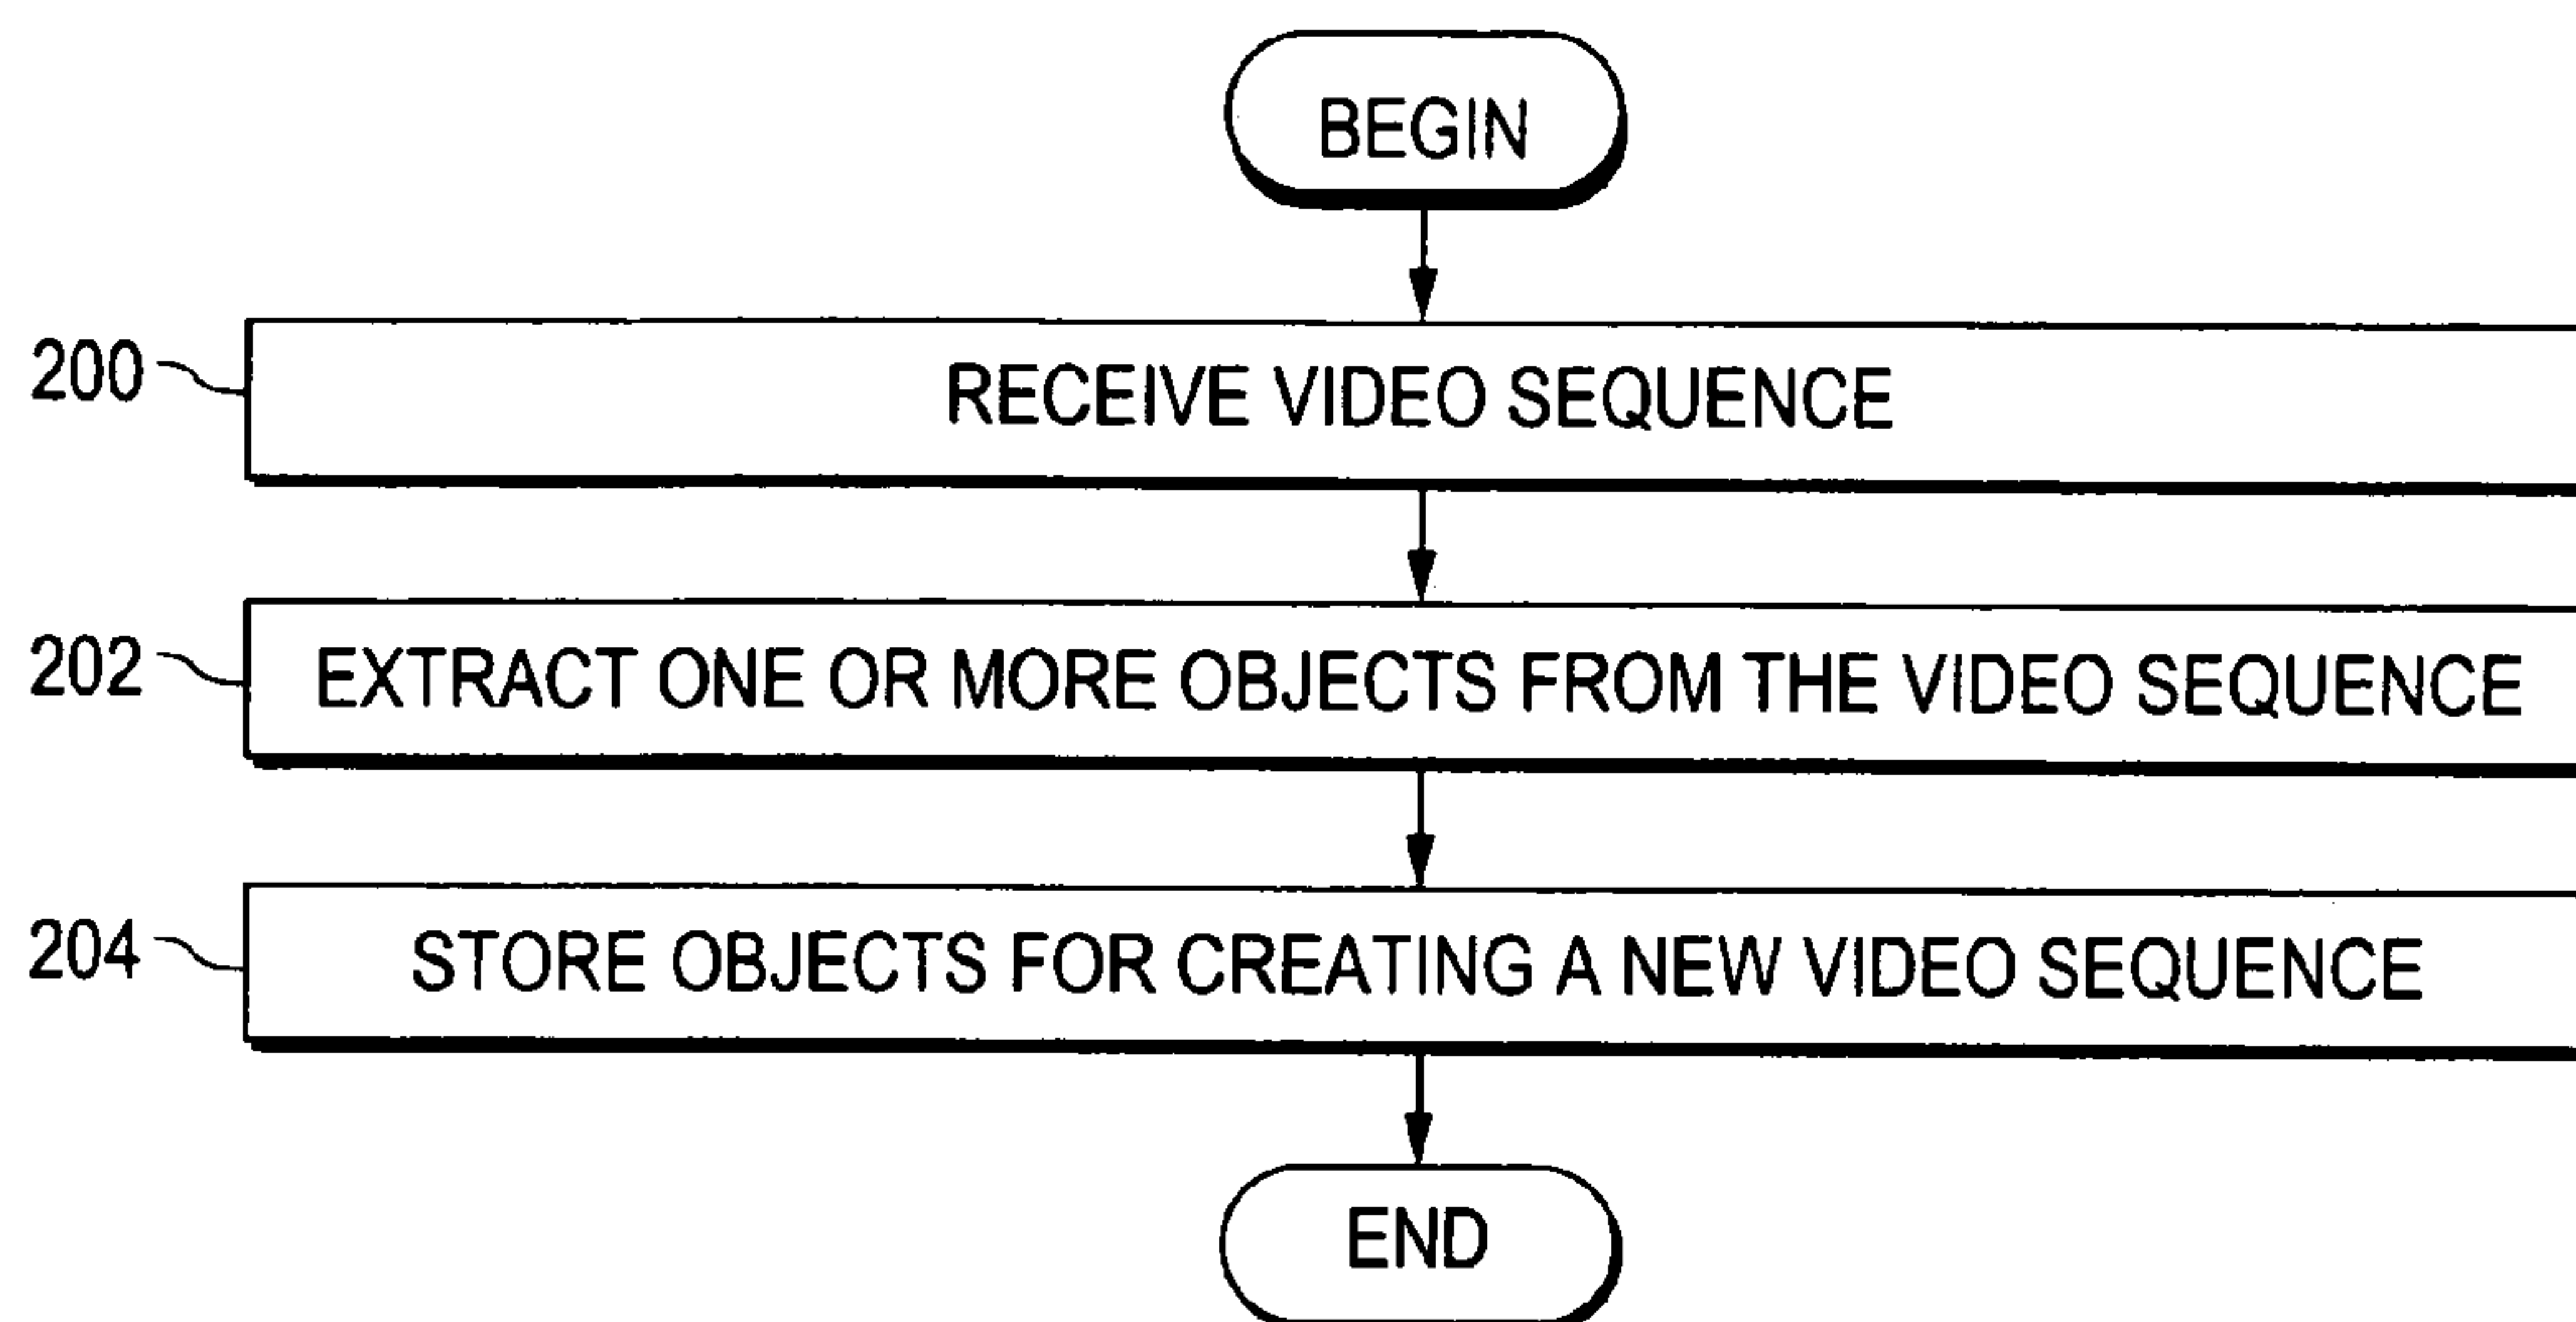 BEGIN
200 RECEIVE VIDEO SEQUENCE
202 EXTRACT ONE OR MORE OBJECTS FROM THE VIDEO SEQUENCE
204 STORE OBJECTS FOR CREATING A NEW VIDEO SEQUENCE
END